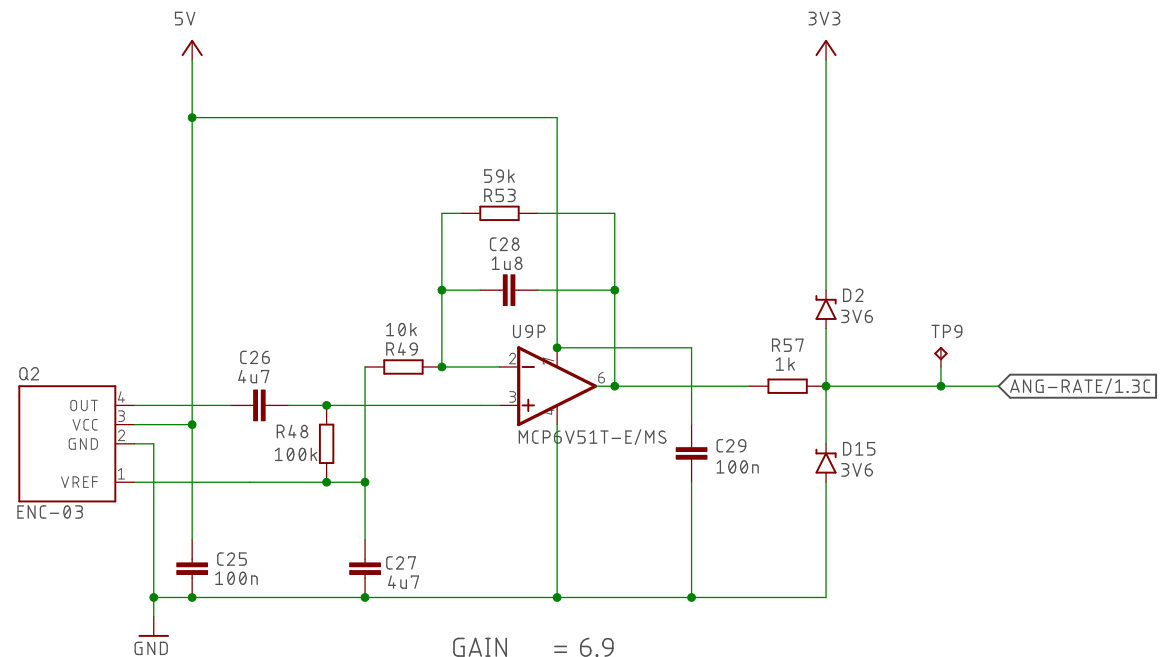 5V
3V3
59k
R53
C28
1u8
D2
3V6
U9P
10k
R49
TP9
R57
1k
C26
4u7
Q2
2
7
6
ANG-RATE/1.3C
OUT
4
3
4
VCC
3
GND
2
R48
100k
MCP6V51T-E/MS
C29
100n
D15
3V6
VREF
1
ENC-03
C25
100n
C27
4u7
GND
GAIN = 6.9